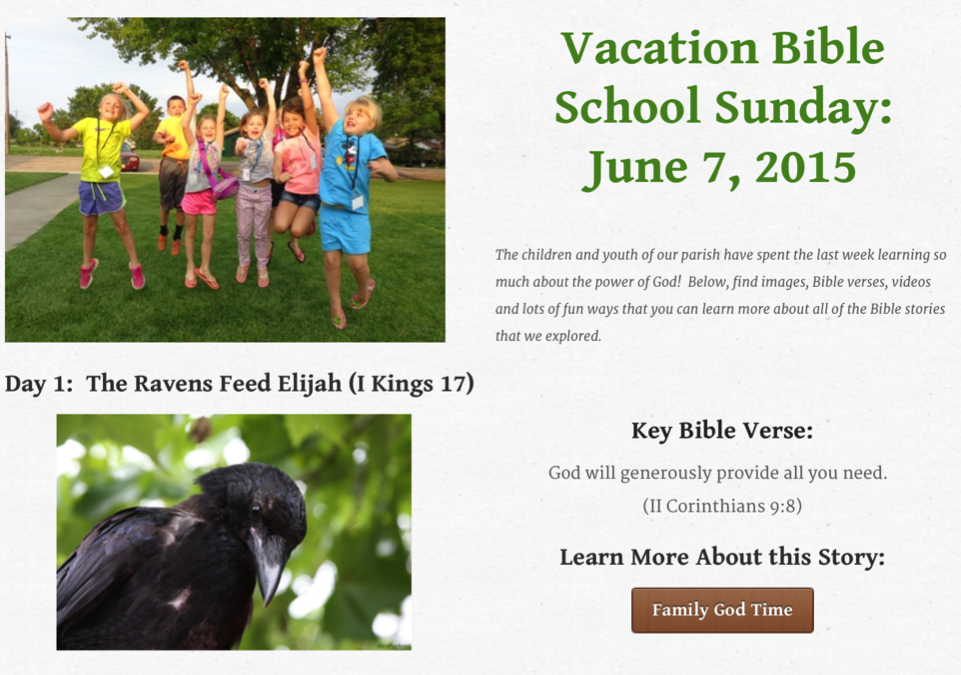 Vacation Bible
School Sunday:
June 7, 2015
The children and youth of our parish have spent the last week learning so
much about the power of God!  Below, find images, Bible verses, videos
and lots of fun ways that you can learn more about all of the Bible stories
that we explored.
Day 1:  The Ravens Feed Elijah (I Kings 17)
Key Bible Verse:
God will generously provide all you need.
(II Corinthians 9:8)
Learn More About this Story:
Family God Time